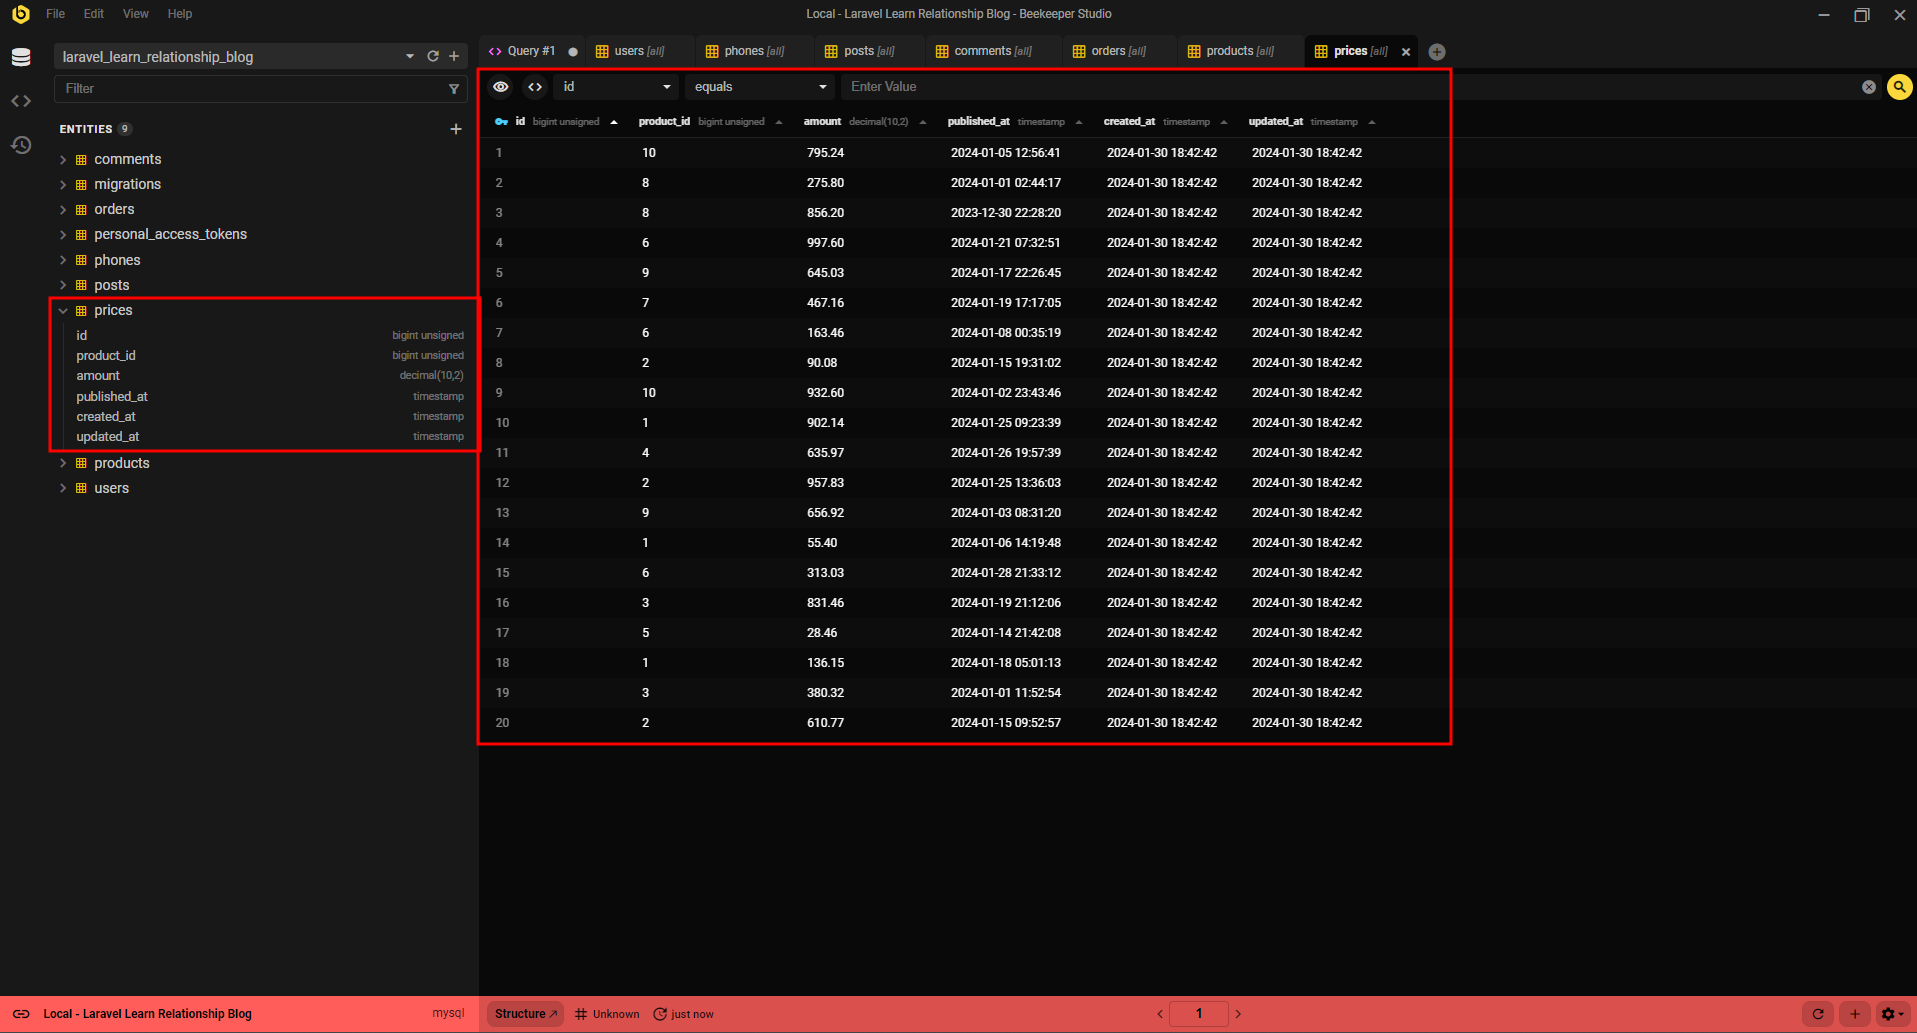 File Edit View Help
Local - Laravel Learn Relationship Blog - Beekeeper Studio
laravel_learn_relationship_blog
Filter
ENTITIES 9
comments
migrations
orders
personal_access_tokens
phones
posts
prices
id bigint unsigned
product_id bigint unsigned
amount decimal(10,2)
published_at timestamp
created_at timestamp
updated_at timestamp
products
users
Query #1 users [all] phones [all] posts [all] comments [all] orders [all] products [all] prices [all]
id equals Enter Value
id bigint unsigned product_id bigint unsigned amount decimal(10,2) published_at timestamp created_at timestamp updated_at timestamp
1 10 795.24 2024-01-05 12:56:41 2024-01-30 18:42:42 2024-01-30 18:42:42
2 8 275.80 2024-01-01 02:44:17 2024-01-30 18:42:42 2024-01-30 18:42:42
3 8 856.20 2023-12-30 22:28:20 2024-01-30 18:42:42 2024-01-30 18:42:42
4 6 997.60 2024-01-21 07:32:51 2024-01-30 18:42:42 2024-01-30 18:42:42
5 9 645.03 2024-01-17 22:26:45 2024-01-30 18:42:42 2024-01-30 18:42:42
6 7 467.16 2024-01-19 17:17:05 2024-01-30 18:42:42 2024-01-30 18:42:42
7 6 163.46 2024-01-08 00:35:19 2024-01-30 18:42:42 2024-01-30 18:42:42
8 2 90.08 2024-01-15 19:31:02 2024-01-30 18:42:42 2024-01-30 18:42:42
9 10 932.60 2024-01-02 23:43:46 2024-01-30 18:42:42 2024-01-30 18:42:42
10 1 902.14 2024-01-25 09:23:39 2024-01-30 18:42:42 2024-01-30 18:42:42
11 4 635.97 2024-01-26 19:57:39 2024-01-30 18:42:42 2024-01-30 18:42:42
12 2 957.83 2024-01-25 13:36:03 2024-01-30 18:42:42 2024-01-30 18:42:42
13 9 656.92 2024-01-03 08:31:20 2024-01-30 18:42:42 2024-01-30 18:42:42
14 1 55.40 2024-01-06 14:19:48 2024-01-30 18:42:42 2024-01-30 18:42:42
15 6 313.03 2024-01-28 21:33:12 2024-01-30 18:42:42 2024-01-30 18:42:42
16 3 831.46 2024-01-19 21:12:06 2024-01-30 18:42:42 2024-01-30 18:42:42
17 5 28.46 2024-01-14 21:42:08 2024-01-30 18:42:42 2024-01-30 18:42:42
18 1 136.15 2024-01-18 05:01:13 2024-01-30 18:42:42 2024-01-30 18:42:42
19 3 380.32 2024-01-01 11:52:54 2024-01-30 18:42:42 2024-01-30 18:42:42
20 2 610.77 2024-01-15 09:52:57 2024-01-30 18:42:42 2024-01-30 18:42:42
Local - Laravel Learn Relationship Blog mysql Structure Unknown just now 1